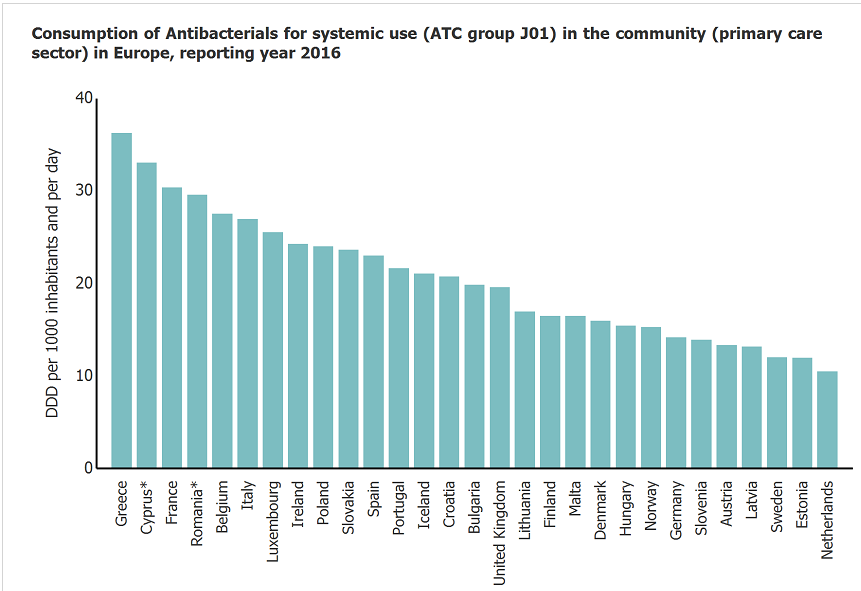 Consumption of Antibacterials for systemic use (ATC group J01) in the community (primary care
sector) in Europe, reporting year 2016
DDD per 1000 inhabitants and per day
40
30
20
10
0
Greece
Cyprus*
France
Romania*
Belgium
Italy
Luxembourg
Ireland
Poland
Slovakia
Spain
Portugal
Iceland
Croatia
Bulgaria
United Kingdom
Lithuania
Finland
Malta
Denmark
Hungary
Norway
Germany
Slovenia
Austria
Latvia
Sweden
Estonia
Netherlands